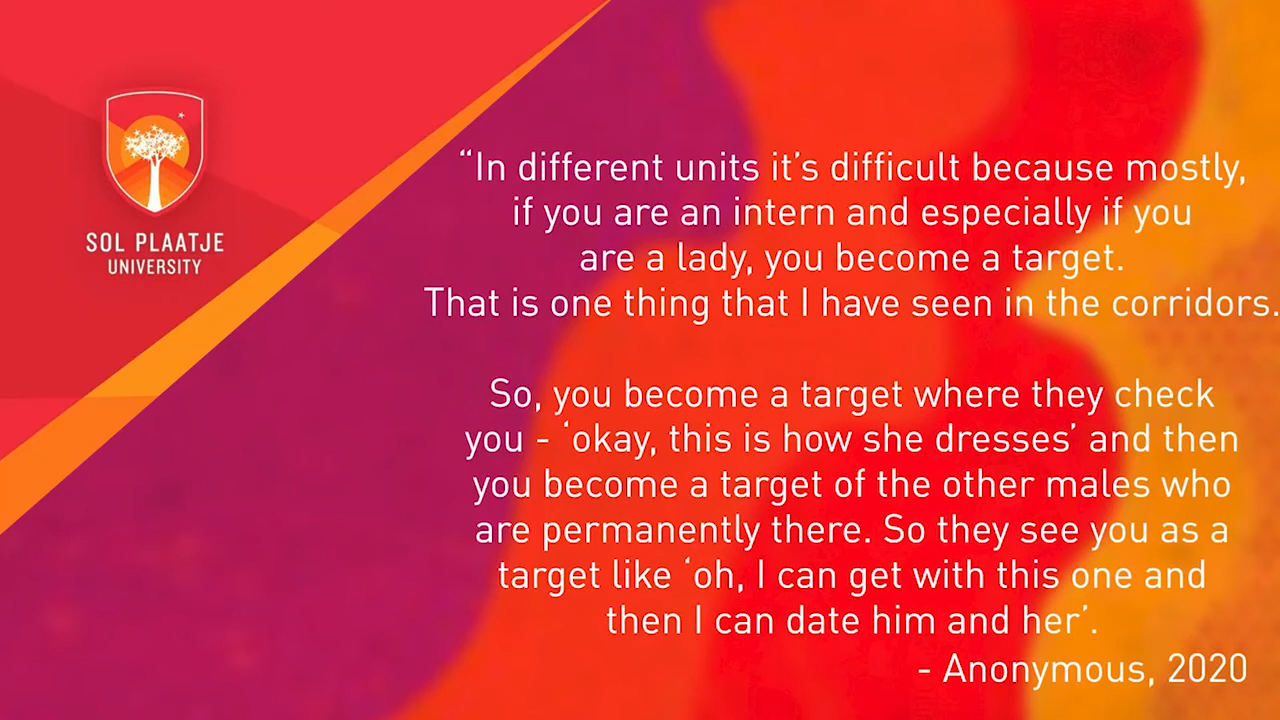 SOL PLAATJE
UNIVERSITY
“In different units it’s difficult because mostly,
if you are an intern and especially if you
are a lady, you become a target.
That is one thing that I have seen in the corridors.
So, you become a target where they check
you - ‘okay, this is how she dresses’ and then
you become a target of the other males who
are permanently there. So they see you as a
target like ‘oh, I can get with this one and
then I can date him and her’.
- Anonymous, 2020